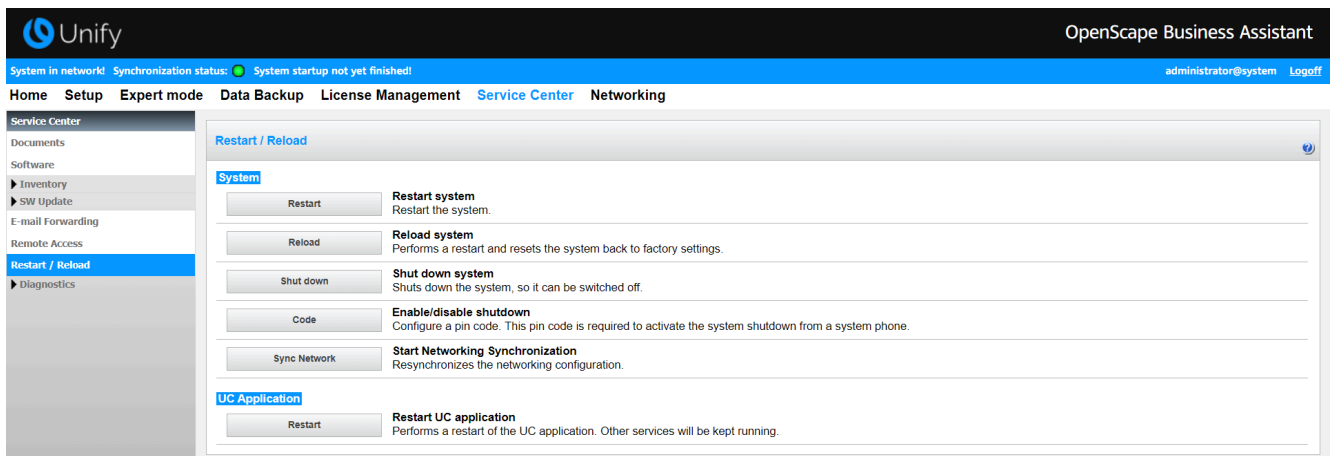 Unify
OpenScape Business Assistant
System in network! Synchronization status: System startup not yet finished!
administrator@system Logoff
Home Setup Expert mode Data Backup License Management Service Center Networking
Service Center
Documents
Software
Inventory
SW Update
E-mail Forwarding
Remote Access
Restart / Reload
Diagnostics
Restart / Reload
?
System
Restart
Restart system
Restart the system.
Reload
Reload system
Performs a restart and resets the system back to factory settings.
Shut down
Shut down system
Shuts down the system, so it can be switched off.
Code
Enable/disable shutdown
Configure a pin code. This pin code is required to activate the system shutdown from a system phone.
Sync Network
Start Networking Synchronization
Resynchronizes the networking configuration.
UC Application
Restart
Restart UC application
Performs a restart of the UC application. Other services will be kept running.